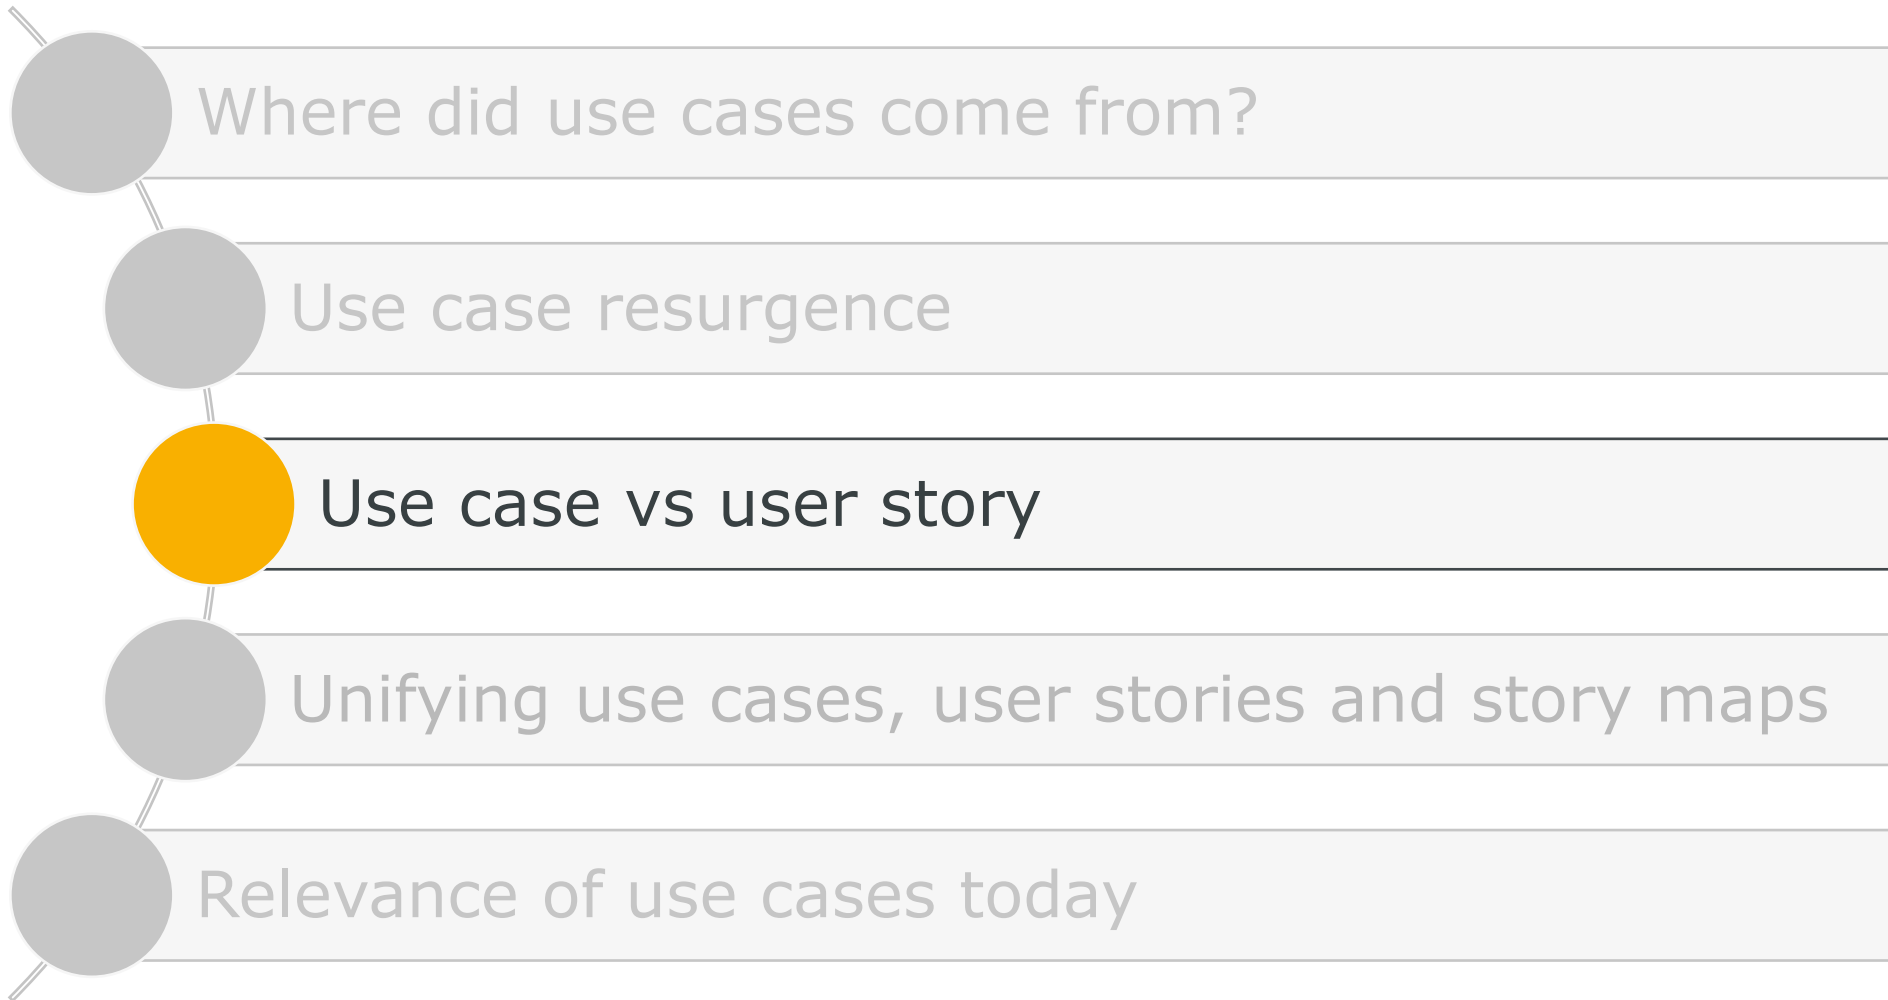 Where did use cases come from?
Use case resurgence
Use case vs user story
Unifying use cases, user stories and story maps
Relevance of use cases today